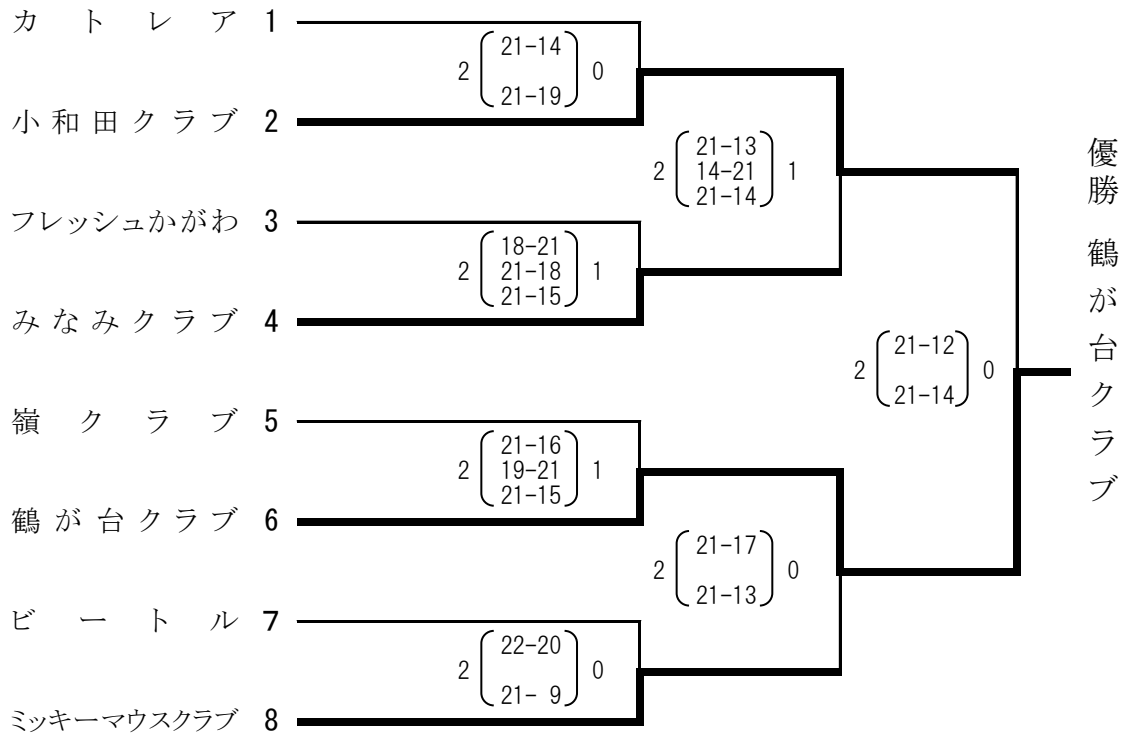 カトレア 1
2 21-14 0
21-19
小和田クラブ 2
2 21-13 1
14-21
21-14
フレッシュかがわ 3
2 18-21 1
21-18
21-15
みなみクラブ 4
2 21-12 0
21-14
嶺クラブ 5
2 21-16 1
19-21
21-15
鶴が台クラブ 6
2 21-17 0
21-13
ビートル 7
2 22-20 0
21- 9
ミッキーマウスクラブ 8
優勝 鶴が台クラブ